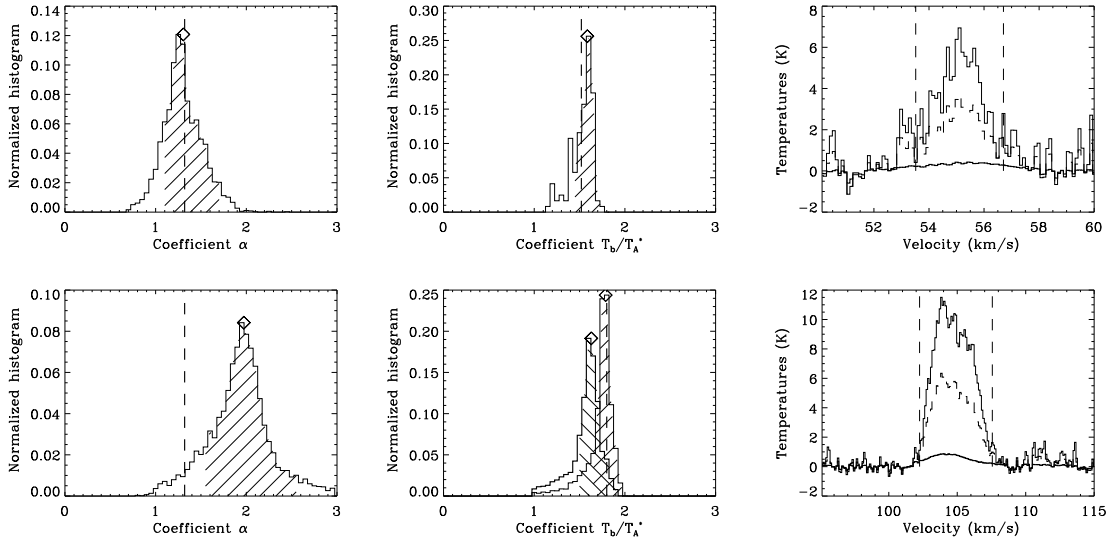 0.14
0.12
0.10
0.08
0.06
0.04
0.02
0.00
Normalized histogram
0 1 2 3
Coefficient α
0.30
0.25
0.20
0.15
0.10
0.05
0.00
Normalized histogram
0 1 2 3
Coefficient T_b/T_A^*
8
6
4
2
0
-2
Temperatures (K)
52 54 56 58 60
Velocity (km/s)
0.10
0.08
0.06
0.04
0.02
0.00
Normalized histogram
0 1 2 3
Coefficient α
0.25
0.20
0.15
0.10
0.05
0.00
Normalized histogram
0 1 2 3
Coefficient T_b/T_A^*
12
10
8
6
4
2
0
-2
Temperatures (K)
100 105 110 115
Velocity (km/s)